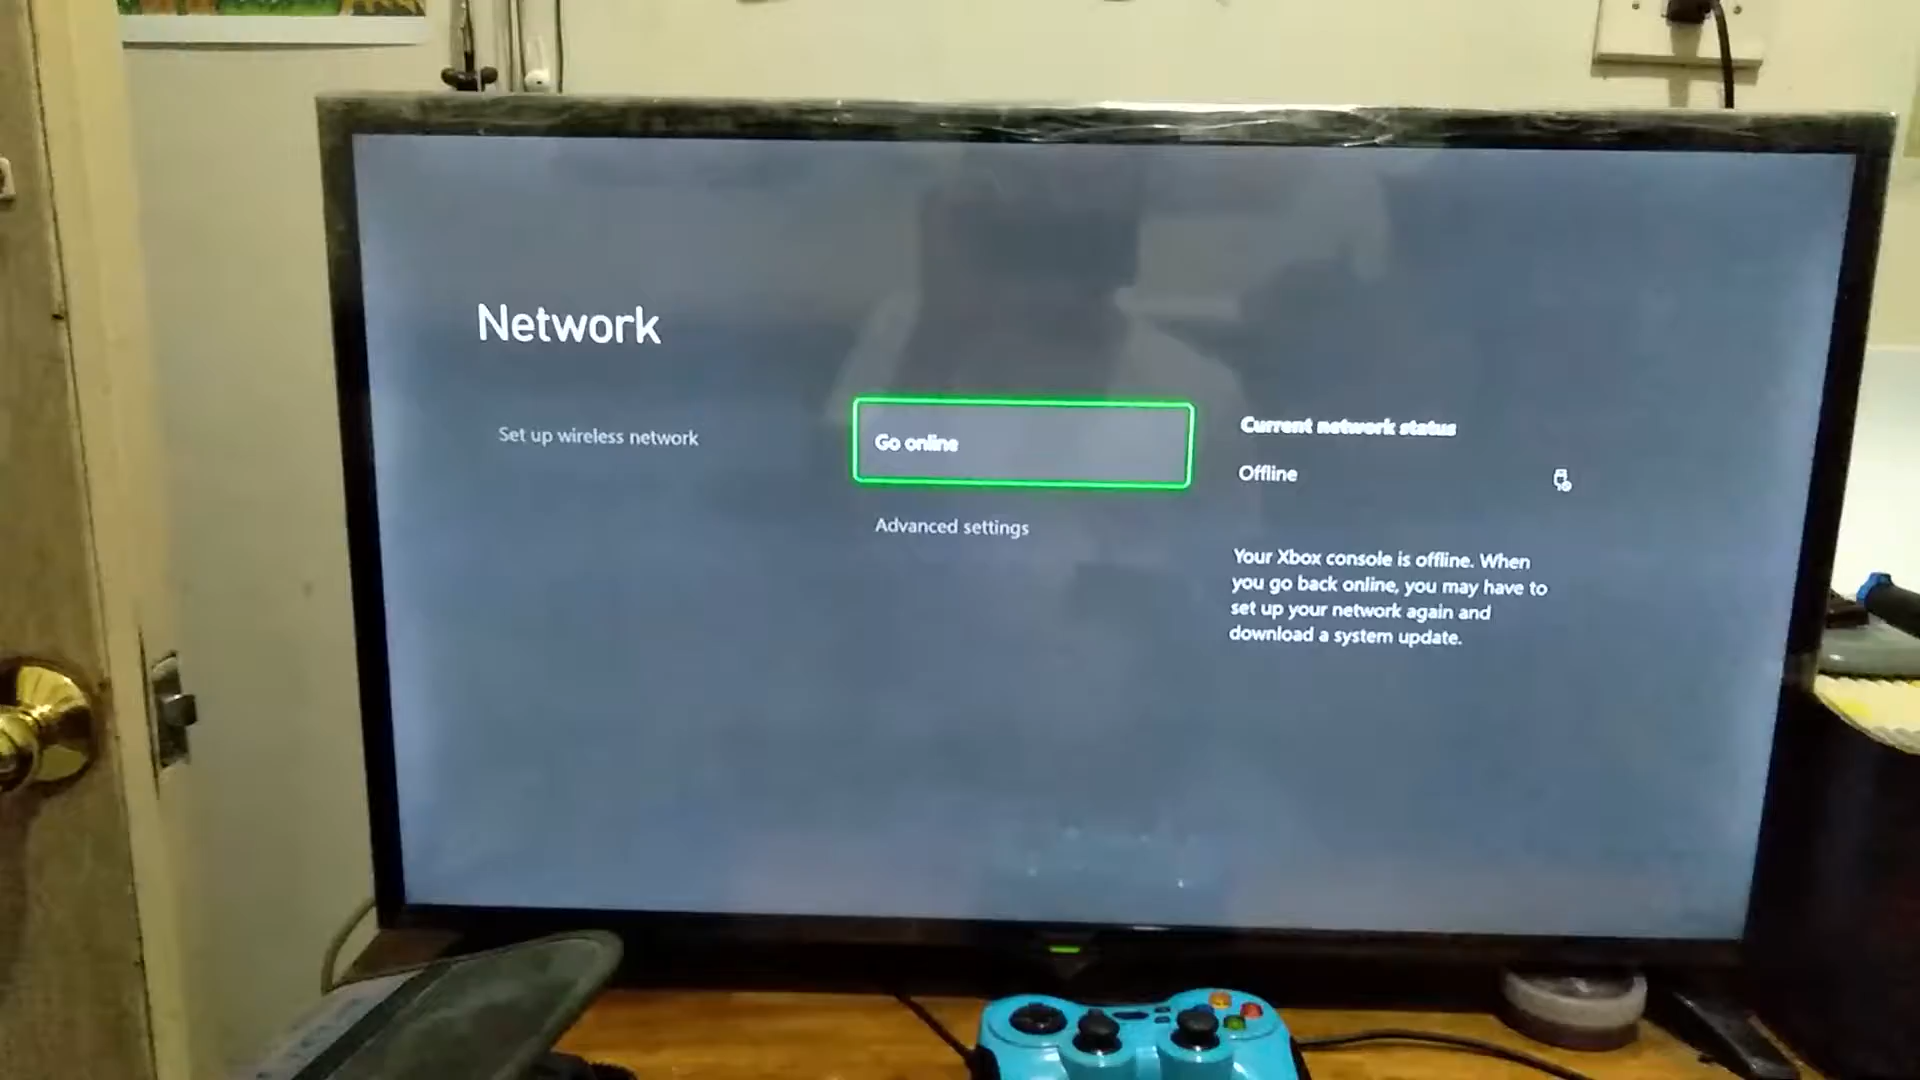 Network
Set up wireless network
Go online
Advanced settings
Current network status
Offline
Your Xbox console is offline. When
you go back online, you may have to
set up your network again and
download a system update.